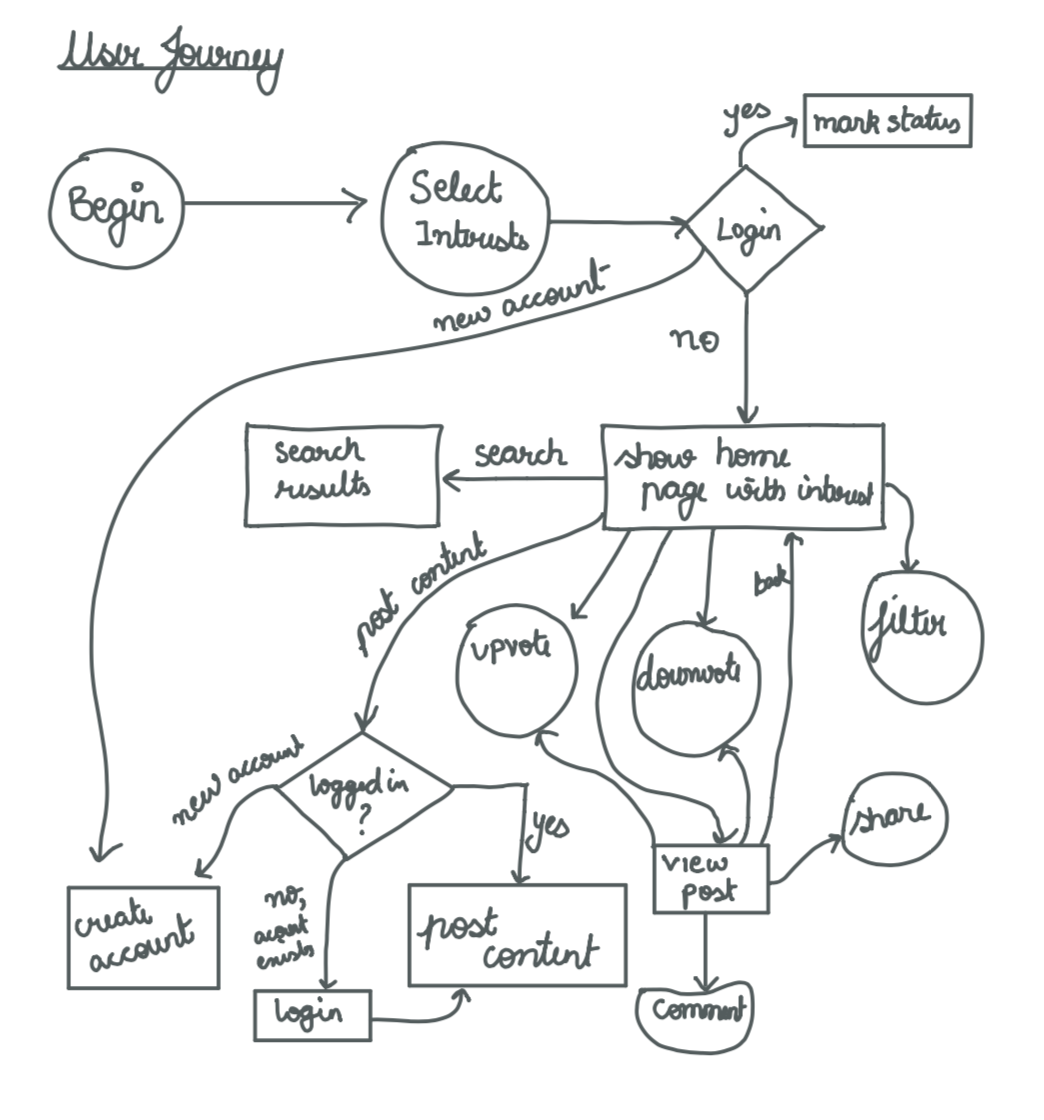 User Journey
yes
mark status
Begin
Select
Interests
Login
new account
no
search
results
search
show home
page with interest
post content
back
upvote
downvote
filter
new account
logged in
?
yes
share
view
post
create
account
no,
exists
post
content
login
Comment